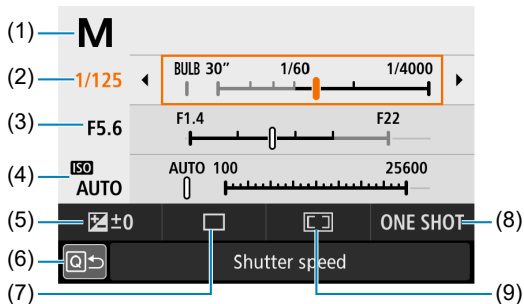 (1) M
(2) 1/125 BULB 30" 1/60 1/4000
(3) F5.6 F1.4 F22
(4) ISO AUTO AUTO 100 25600
(5) ±0 ONE SHOT (8)
(6) Q Shutter speed
(7) (9)